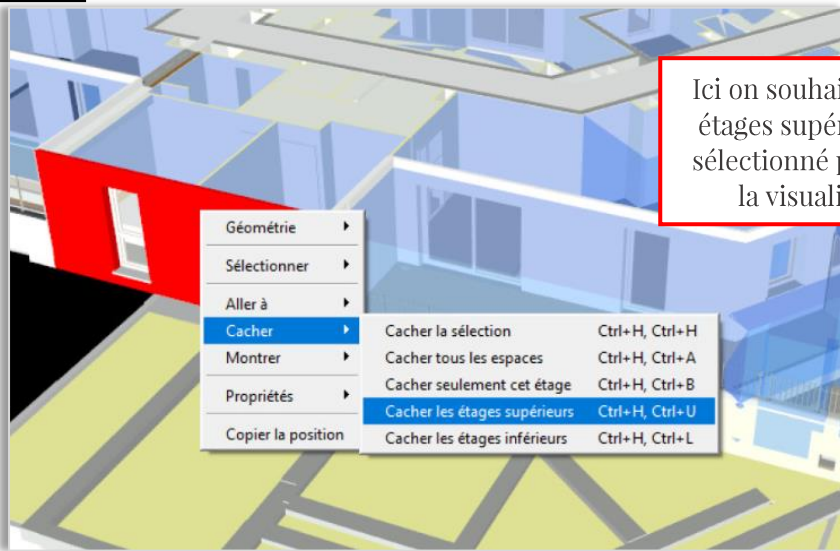 Ici on souhai
étages supér
sélectionné p
la visuali
Géométrie
Sélectionner
Aller à
Cacher
Montrer
Propriétés
Copier la position
Cacher la sélection Ctrl+H, Ctrl+H
Cacher tous les espaces Ctrl+H, Ctrl+A
Cacher seulement cet étage Ctrl+H, Ctrl+B
Cacher les étages supérieurs Ctrl+H, Ctrl+U
Cacher les étages inférieurs Ctrl+H, Ctrl+L